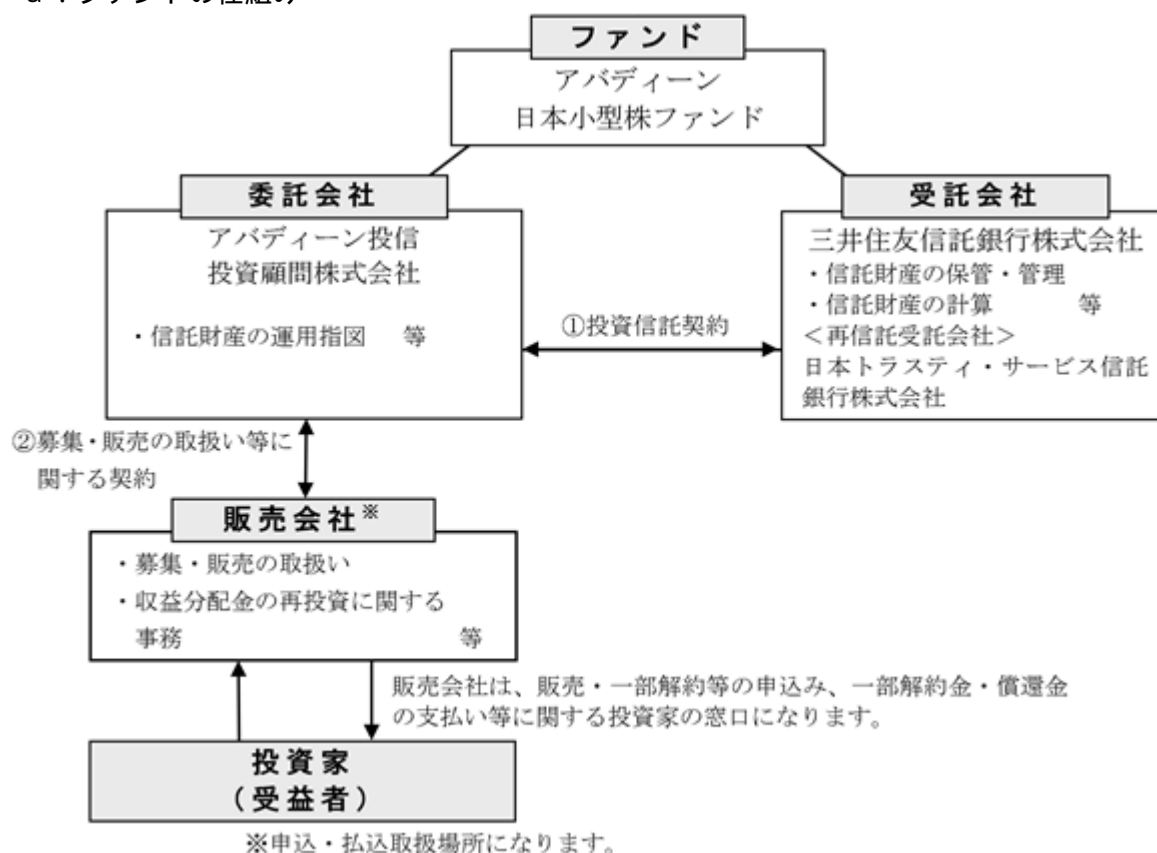 ファンドの仕組み
ファンド
アバディーン
日本小型株ファンド
委託会社
アバディーン投信
投資顧問株式会社
・信託財産の運用指図 等
受託会社
三井住友信託銀行株式会社
・信託財産の保管・管理
・信託財産の計算 等
＜再信託受託会社＞
日本トラスティ・サービス信託
銀行株式会社
①投資信託契約
②募集・販売の取扱い等に
関する契約
販売会社※
・募集・販売の取扱い
・収益分配金の再投資に関する
事務 等
販売会社は、販売・一部解約等の申込み、一部解約金・償還金
の支払い等に関する投資家の窓口になります。
投資家
（受益者）
※申込・払込取扱場所になります。